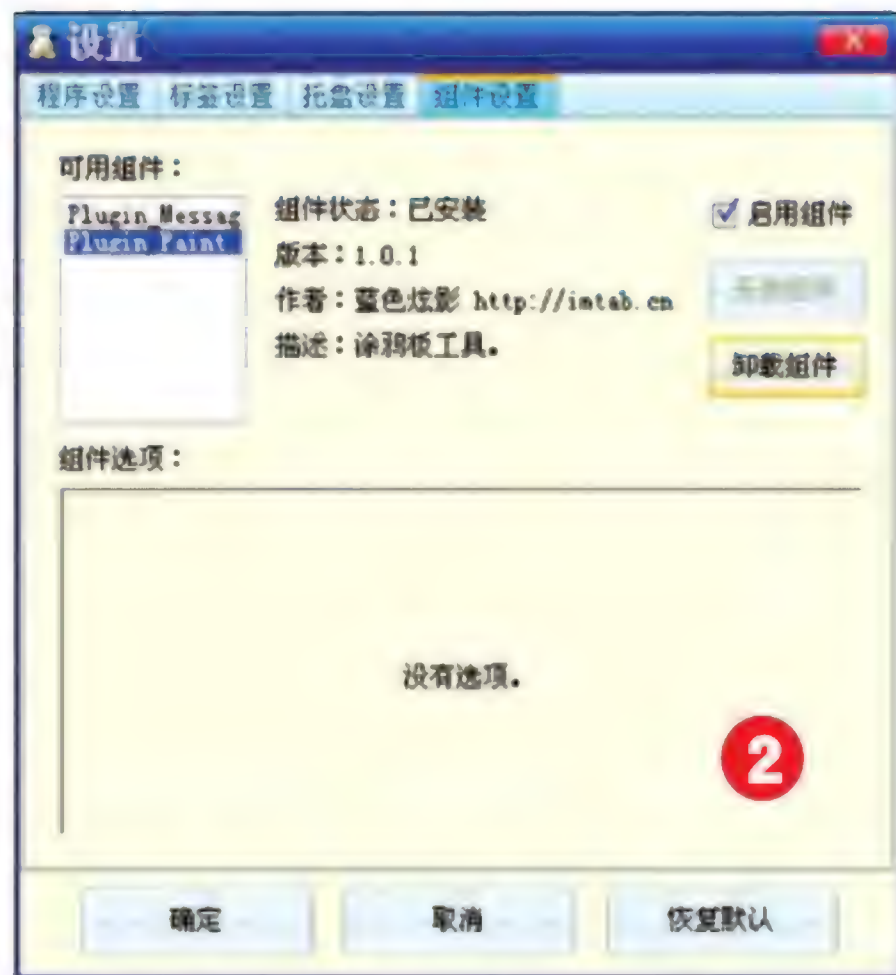 设置
程序设置 标签设置 托盘设置 组件设置
可用组件：
Plugin_Messag
Plugin_Paint
组件状态：已安装
版本：1.0.1
作者：蓝色炫影 http://imtab.cn
描述：涂鸦板工具。
启用组件
卸载组件
组件选项：
没有选项。
2
确定 取消 恢复默认